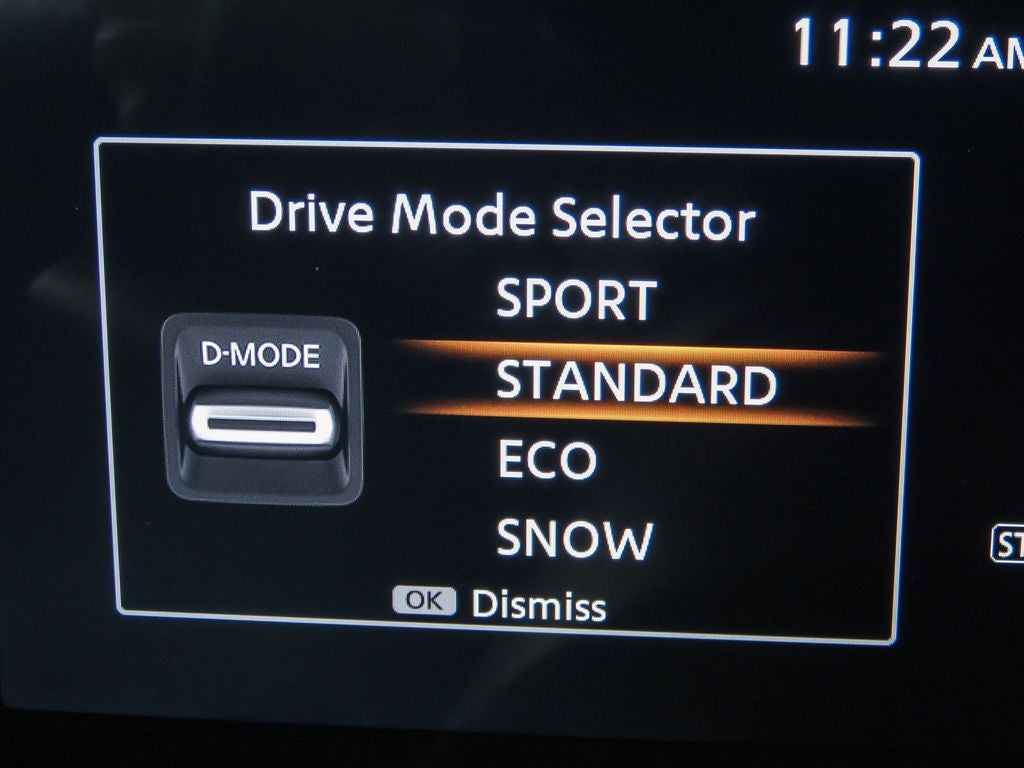 11:22 AM
Drive Mode Selector
SPORT
D-MODE
STANDARD
ECO
SNOW
OK Dismiss